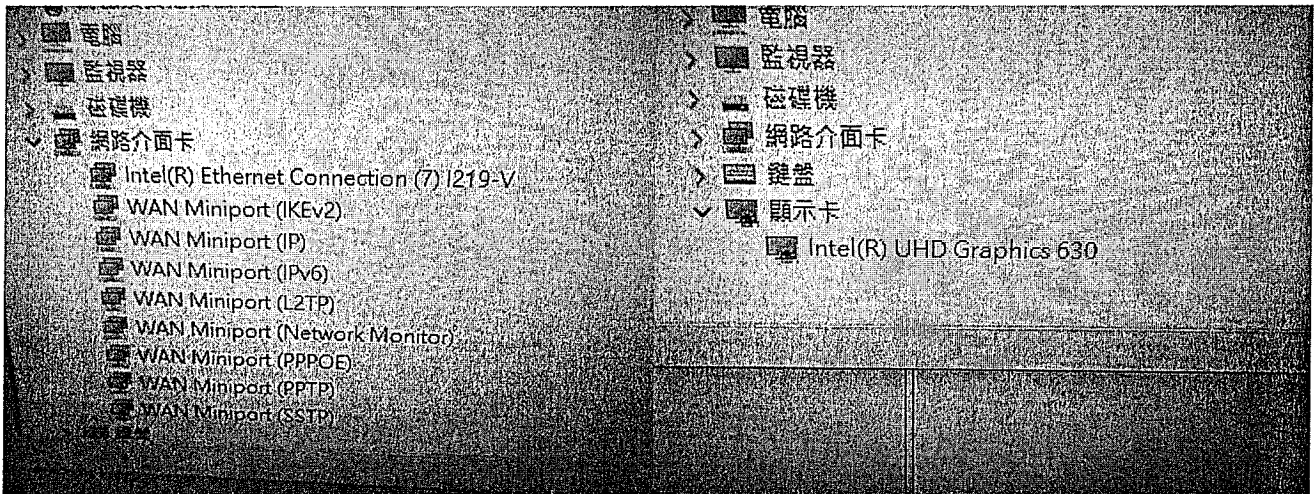 電腦
監視器
磁碟機
網路介面卡
Intel(R) Ethernet Connection (7) I219-V
WAN Miniport (IKEv2)
WAN Miniport (IP)
WAN Miniport (IPv6)
WAN Miniport (L2TP)
WAN Miniport (Network Monitor)
WAN Miniport (PPPOE)
WAN Miniport (PPTP)
WAN Miniport (SSTP)
電腦
監視器
磁碟機
網路介面卡
鍵盤
顯示卡
Intel(R) UHD Graphics 630